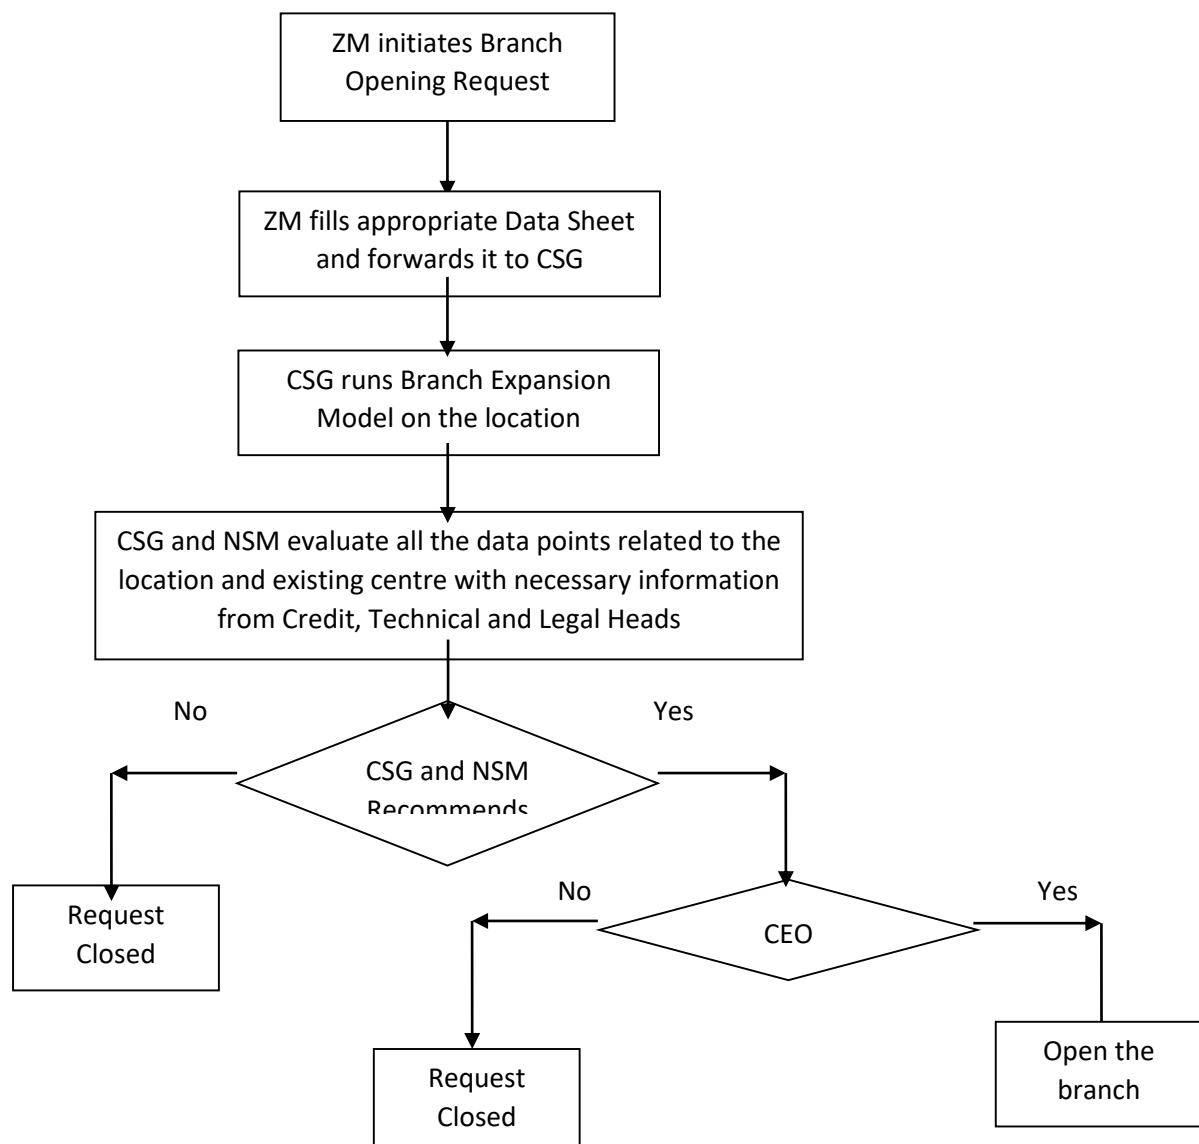 ZM initiates Branch
Opening Request
ZM fills appropriate Data Sheet
and forwards it to CSG
CSG runs Branch Expansion
Model on the location
CSG and NSM evaluate all the data points related to the
location and existing centre with necessary information
from Credit, Technical and Legal Heads
No
Yes
CSG and NSM
Recommends
Request
Closed
No
Yes
CEO
Request
Closed
Open the
branch